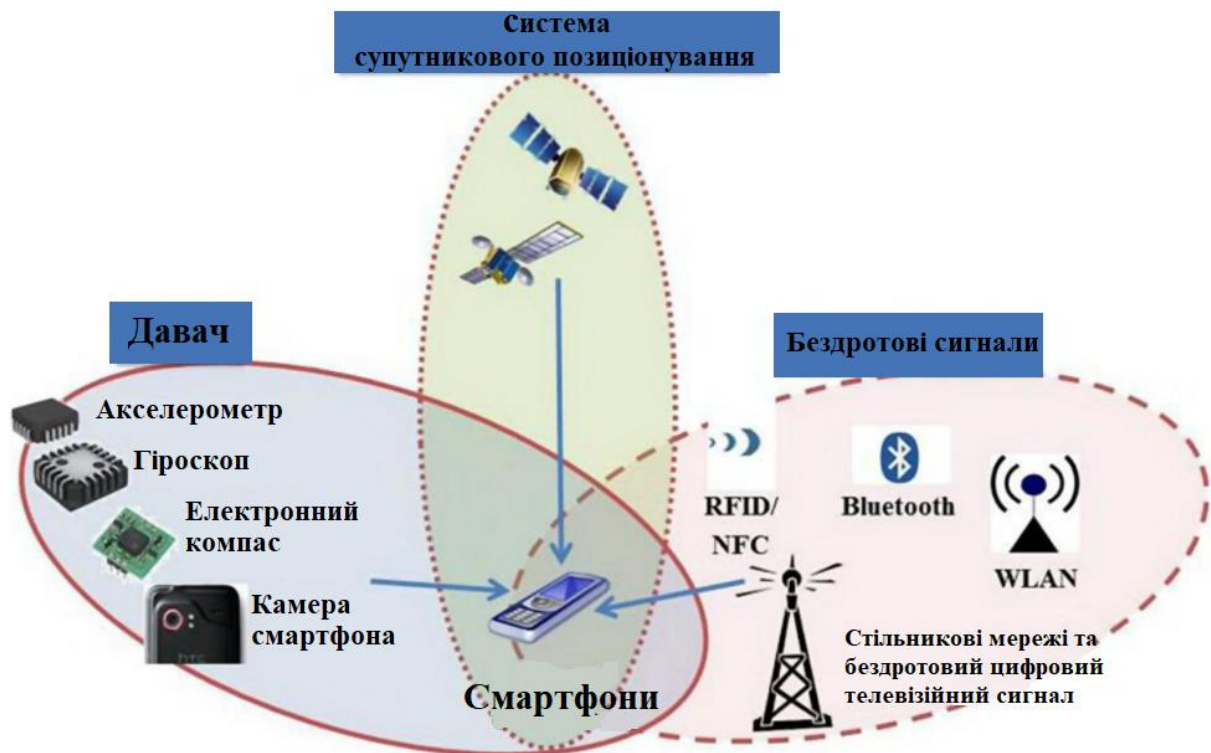 Система
супутникового позиціонування
Давач
Бездротові сигнали
Акселерометр
Гіроскоп
Електронний
компас
Камера
смартфона
RFID/
NFC
Bluetooth
WLAN
Стільникові мережі та
бездротовий цифровий
телевізійний сигнал
Смартфони